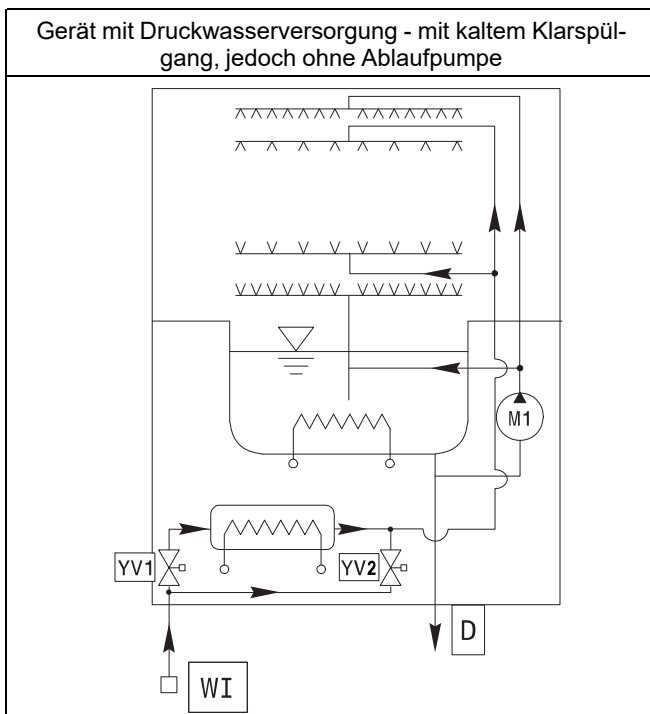 Gerät mit Druckwasserversorgung - mit kaltem Klarspül-
gang, jedoch ohne Ablaufpumpe
M1
YV1
YV2
D
WI